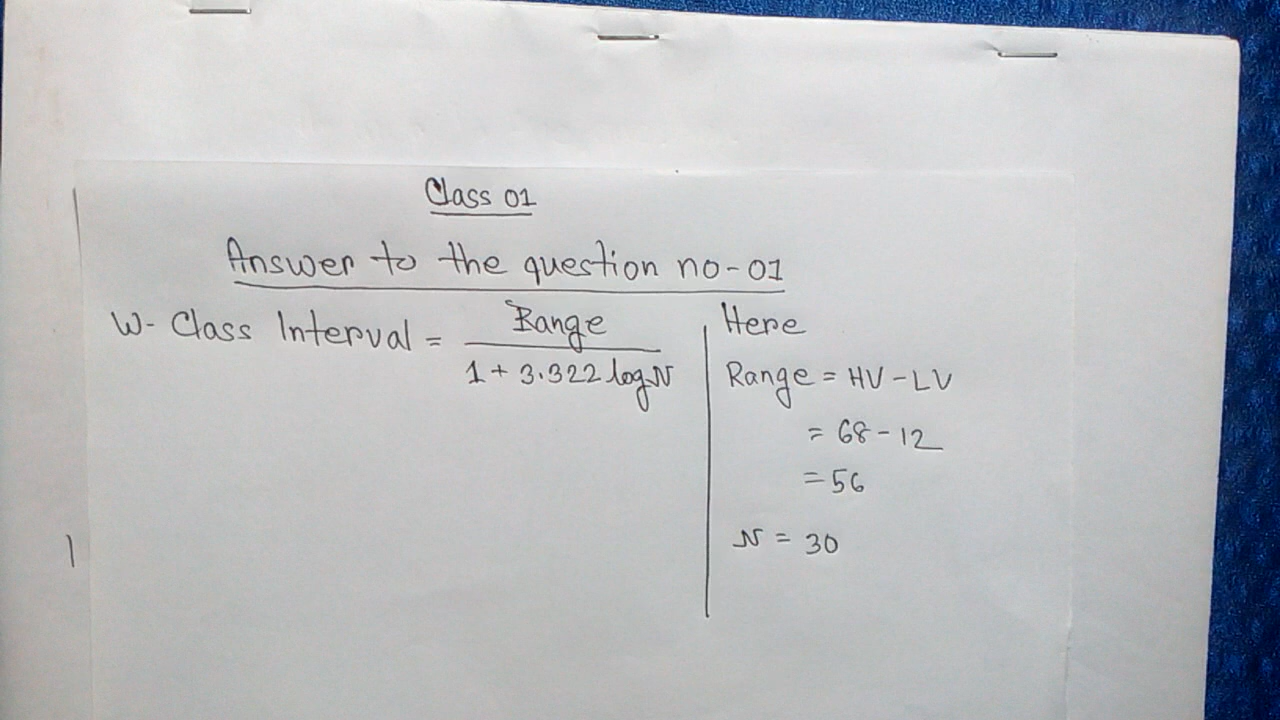 Class 01
Answer to the question no-01
W- Class Interval = Range / 1 + 3.322 log N
Here
Range = HV - LV
= 68 - 12
= 56
N = 30